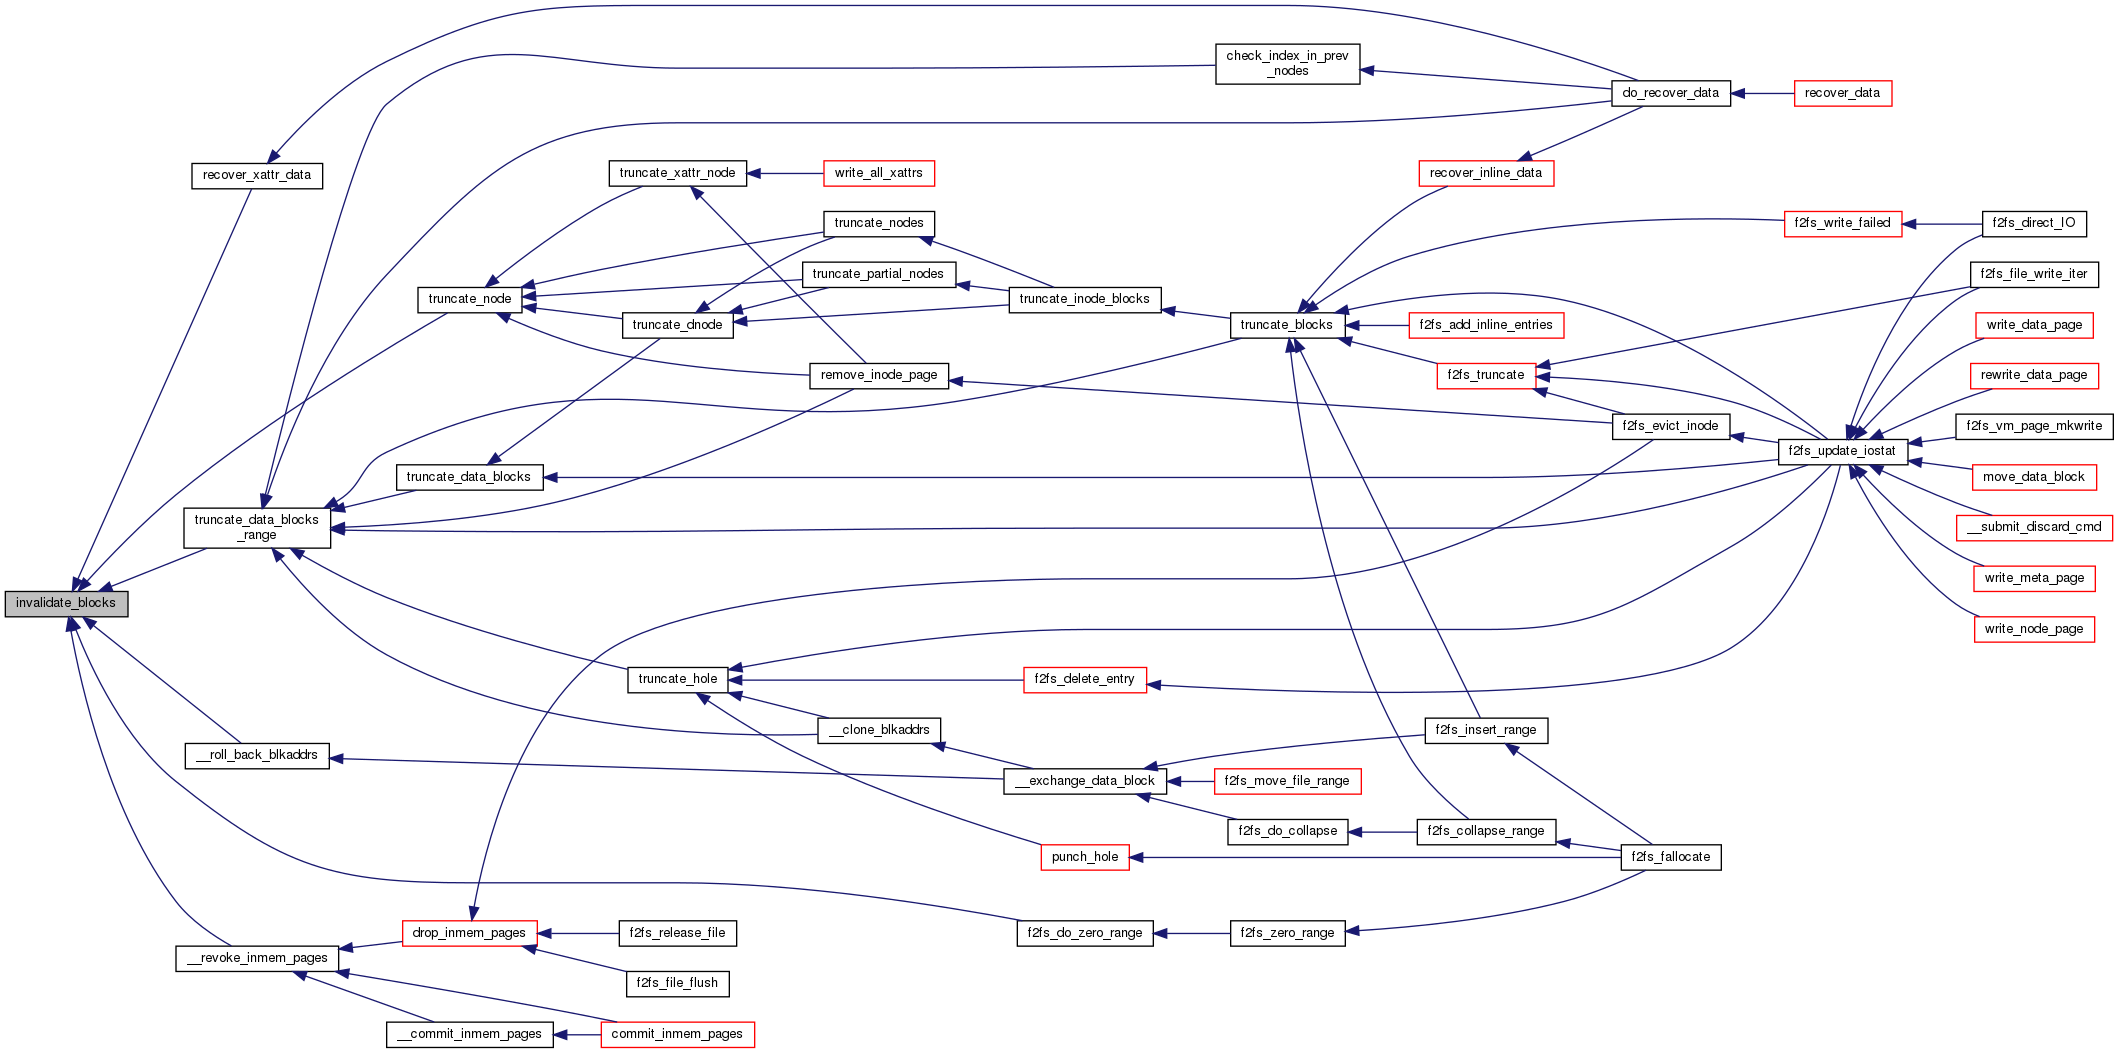 check_index_in_prev
_nodes
do_recover_data
recover_data
recover_xattr_data
truncate_xattr_node
write_all_xattrs
recover_inline_data
truncate_nodes
f2fs_write_failed
f2fs_direct_IO
truncate_partial_nodes
f2fs_file_write_iter
truncate_node
truncate_inode_blocks
truncate_dnode
truncate_blocks
f2fs_add_inline_entries
write_data_page
remove_inode_page
f2fs_truncate
rewrite_data_page
f2fs_evict_inode
f2fs_vm_page_mkwrite
f2fs_update_iostat
truncate_data_blocks
move_data_block
truncate_data_blocks
_range
__submit_discard_cmd
write_meta_page
invalidate_blocks
write_node_page
truncate_hole
f2fs_delete_entry
__clone_blkaddrs
f2fs_insert_range
__roll_back_blkaddrs
__exchange_data_block
f2fs_move_file_range
f2fs_do_collapse
f2fs_collapse_range
punch_hole
f2fs_fallocate
drop_inmem_pages
f2fs_release_file
f2fs_do_zero_range
f2fs_zero_range
__revoke_inmem_pages
f2fs_file_flush
__commit_inmem_pages
commit_inmem_pages